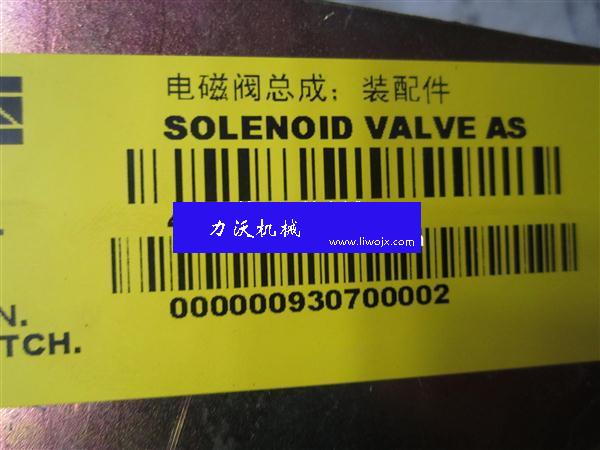 电磁阀总成；装配件
SOLENOID VALVE AS
力沃机械
www.liwojx.com
000000930700002
N.
TCH.